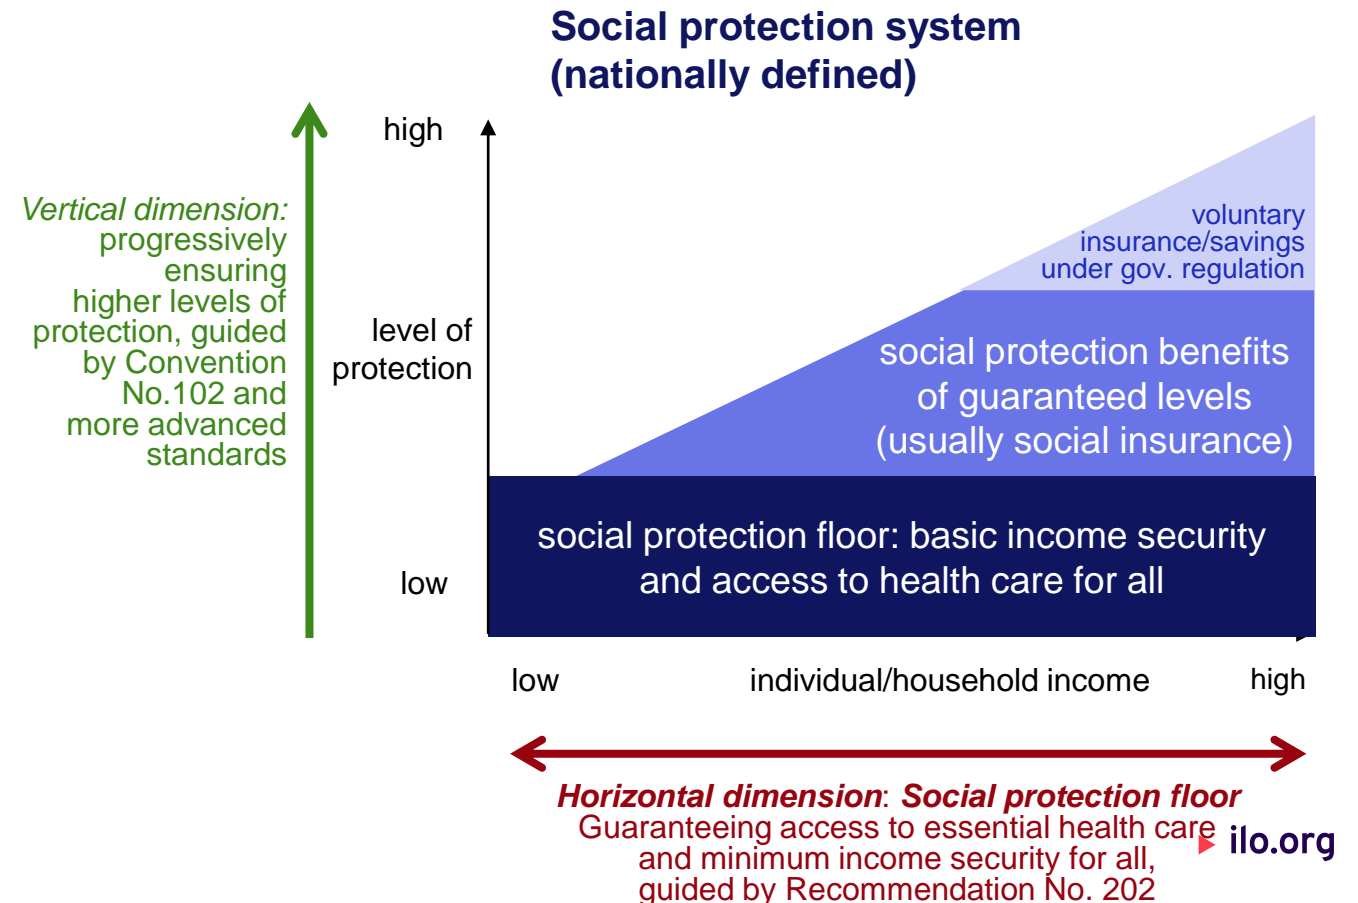 Social protection system
(nationally defined)
high
Vertical dimension:
progressively
ensuring
higher levels of
protection, guided
by Convention
No.102 and
more advanced
standards
level of
protection
low
voluntary
insurance/savings
under gov. regulation
social protection benefits
of guaranteed levels
(usually social insurance)
social protection floor: basic income security
and access to health care for all
low
individual/household income
high
Horizontal dimension: Social protection floor
Guaranteeing access to essential health care
and minimum income security for all,
guided by Recommendation No. 202
ilo.org